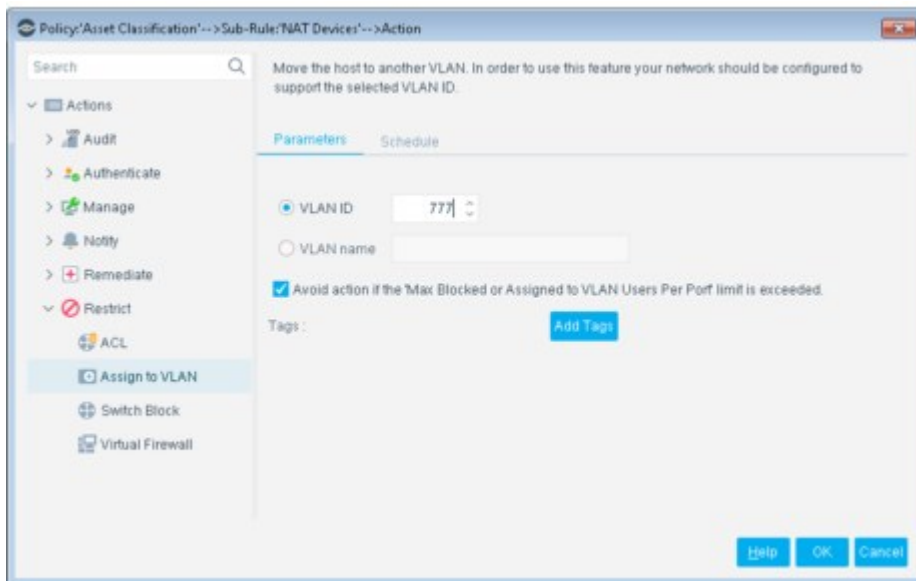 Policy:'Asset Classification'-->Sub-Rule:'NAT Devices'-->Action
Search
Actions
Audit
Authenticate
Manage
Notify
Remediate
Restrict
ACL
Assign to VLAN
Switch Block
Virtual Firewall
Move the host to another VLAN. In order to use this feature your network should be configured to
support the selected VLAN ID.
Parameters Schedule
VLAN ID 777
VLAN name
Avoid action if the 'Max Blocked or Assigned to VLAN Users Per Port' limit is exceeded.
Tags : Add Tags
Help OK Cancel